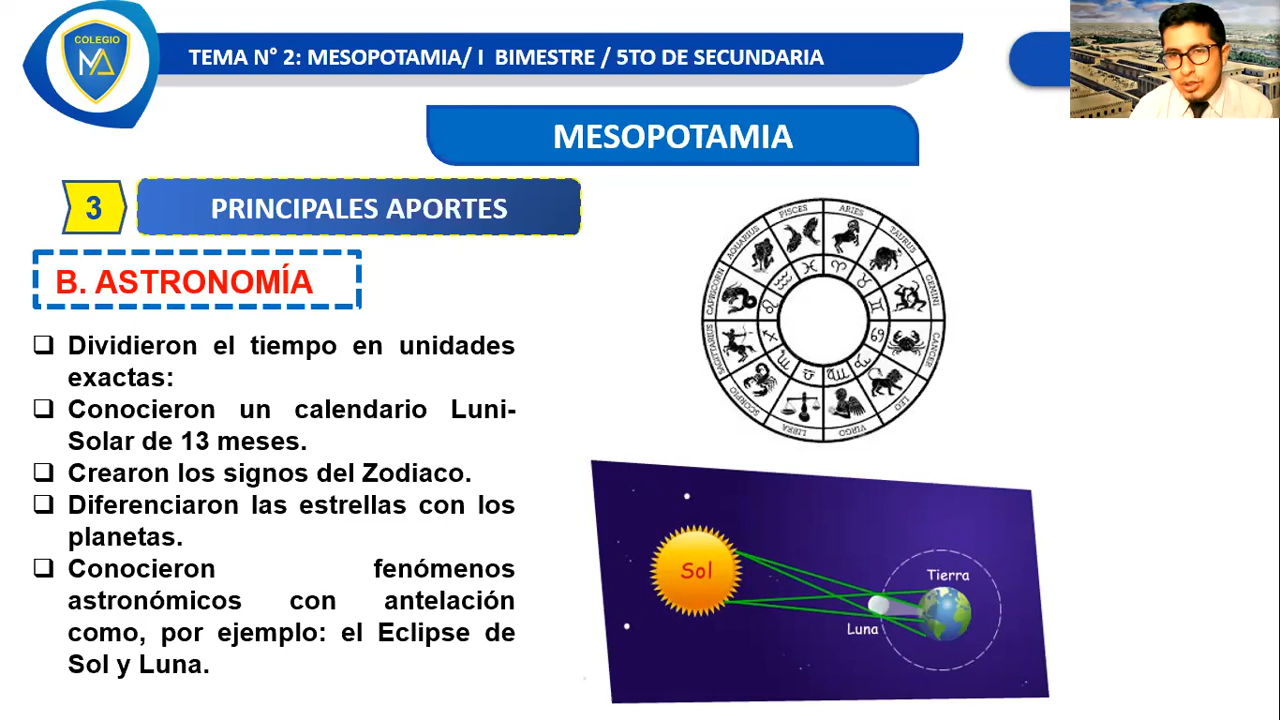 COLEGIO
MA
TEMA N° 2: MESOPOTAMIA/ I BIMESTRE / 5TO DE SECUNDARIA
MESOPOTAMIA
3
PRINCIPALES APORTES
B. ASTRONOMÍA
❑ Dividieron el tiempo en unidades
exactas:
❑ Conocieron un calendario Luni-
Solar de 13 meses.
❑ Crearon los signos del Zodiaco.
❑ Diferenciaron las estrellas con los
planetas.
❑ Conocieron fenómenos
astronómicos con antelación
como, por ejemplo: el Eclipse de
Sol y Luna.
PISCES
ARIES
TAURUS
GEMINI
CANCER
LEO
VIRGO
LIBRA
SCORPIO
SAGITTARIUS
CAPRICORN
AQUARIUS
Sol
Tierra
Luna